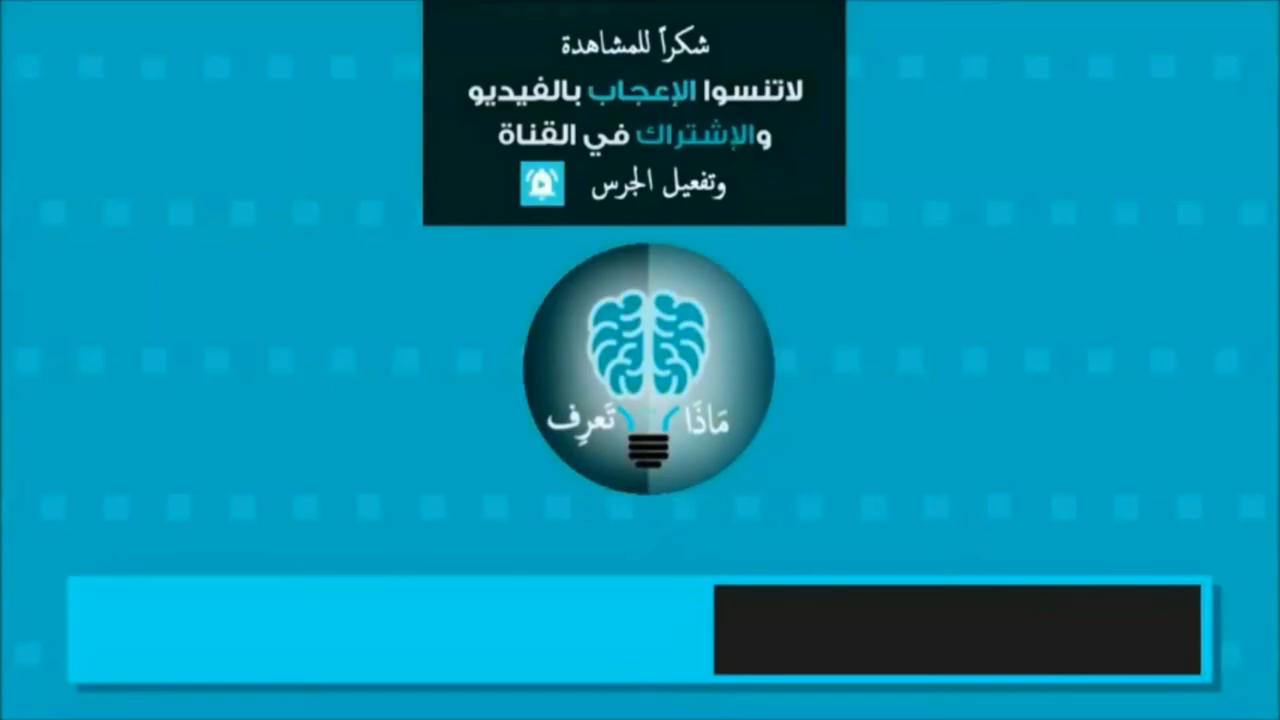 شكراً للمشاهدة
لاتنسوا الإعجاب بالفيديو
والإشتراك في القناة
وتفعيل الجرس
مَاذَا تَعرِف